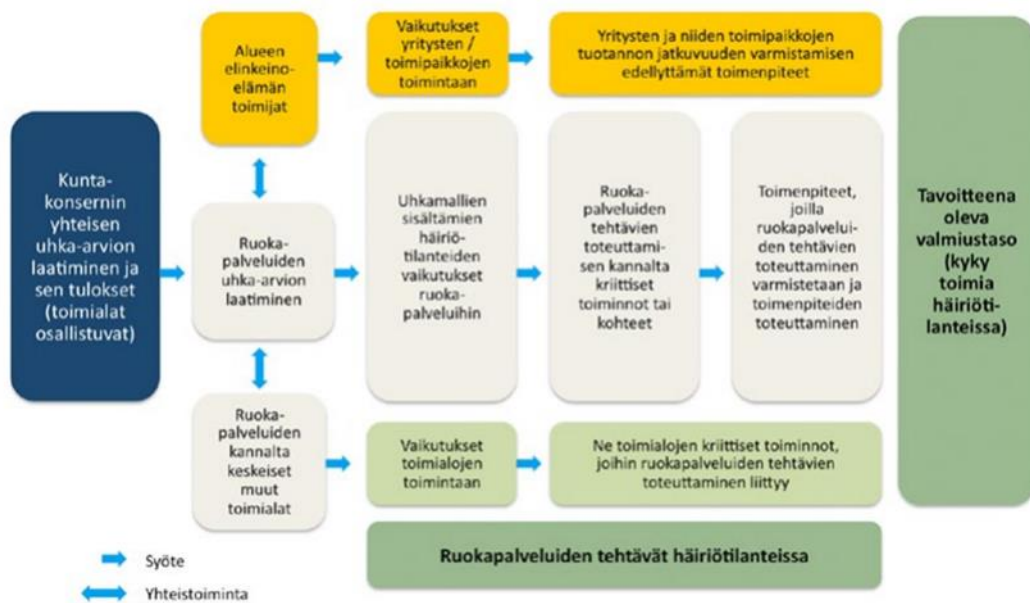 Kunta-
konsernin
yhteisen
uhka-arvion
laatiminen ja
sen tulokset
(toimialat
osallistuvat)
Alueen
elinkeino-
elämän
toimijat
Vaikutukset
yritysten /
toimipaikkojen
toimintaan
Yritysten ja niiden toimipaikkojen
tuotannon jatkuvuuden varmistamisen
edellyttämät toimenpiteet
Ruoka-
palveluiden
uhka-arvion
laatiminen
Uhkamallien
sisältämien
häiriö-
tilanteiden
vaikutukset
ruoka-
palveluihin
Ruoka-
palveluiden
tehtävien
toteuttami-
sen kannalta
kriittiset
toiminnot tai
kohteet
Toimenpiteet,
joilla
ruokapalvelui-
den tehtävien
toteuttaminen
varmistetaan ja
toimenpiteiden
toteuttaminen
Ruoka-
palveluiden
kannalta
keskeiset
muut
toimialat
Vaikutukset
toimialojen
toimintaan
Ne toimialojen kriittiset toiminnot,
joihin ruokapalveluiden tehtävien
toteuttaminen liittyy
Tavoitteena
oleva
valmiustaso
(kyky
toimia
häiriöti-
lanteissa)
Ruokapalveluiden tehtävät häiriötilanteissa
Syöte
Yhteistoiminta